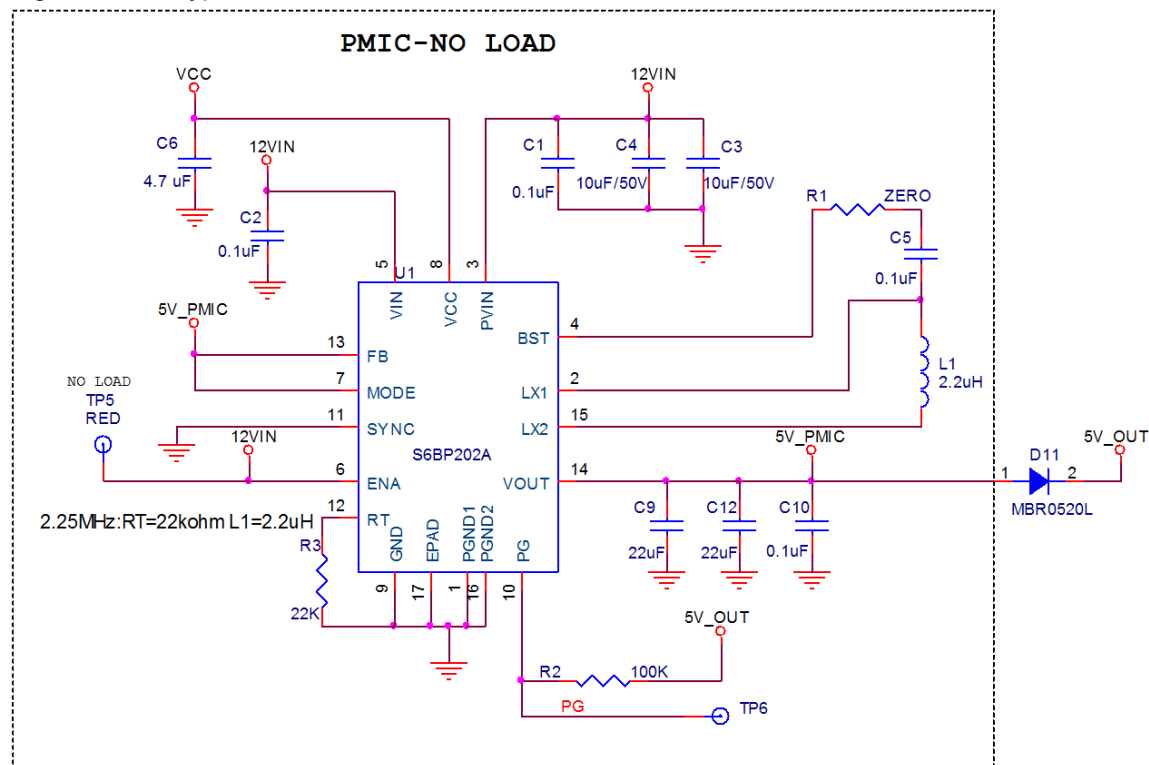 PMIC-NO LOAD
VCC
12VIN
C6
4.7 uF
12VIN
C2
0.1uF
C1
0.1uF
C4
10uF/50V
C3
10uF/50V
R1
ZERO
C5
0.1uF
L1
2.2uH
5
8
3
U1
VIN
VCC
PVIN
5V_PMIC
13
FB
7
MODE
11
SYNC
6
ENA
12
RT
BST
4
LX1
2
LX2
15
VOUT
14
S6BP202A
NO LOAD
TP5
RED
12VIN
2.25MHz:RT=22kohm L1=2.2uH
R3
22K
GND
EPAD
PGND1
PGND2
PG
9
17
1
16
10
5V_PMIC
C9
22uF
C12
22uF
C10
0.1uF
1
D11
2
MBR0520L
5V_OUT
5V_OUT
R2
100K
PG
TP6